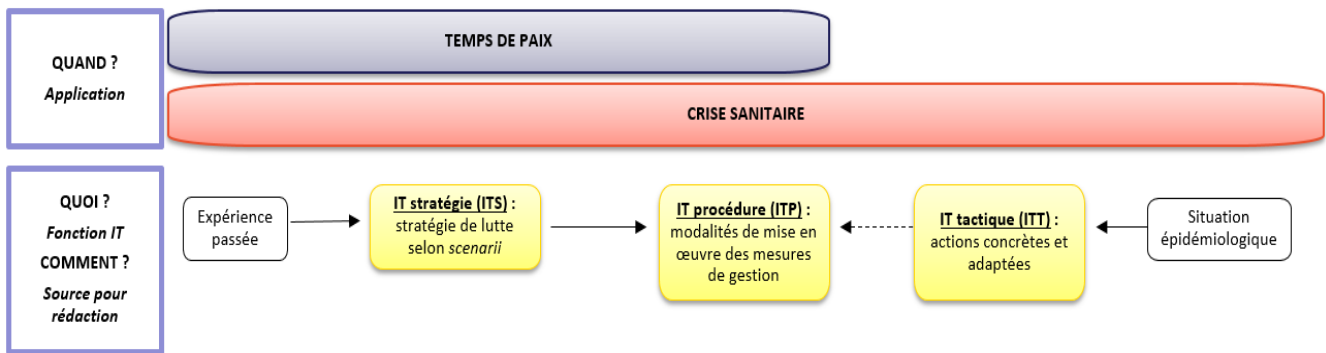 QUAND ?
Application
TEMPS DE PAIX
CRISE SANITAIRE
QUOI ?
Fonction IT
COMMENT ?
Source pour
rédaction
Expérience
passée
IT stratégie (ITS) :
stratégie de lutte
selon scenarii
IT procédure (ITP) :
modalités de mise en
œuvre des mesures
de gestion
IT tactique (ITT) :
actions concrètes et
adaptées
Situation
épidémiologique